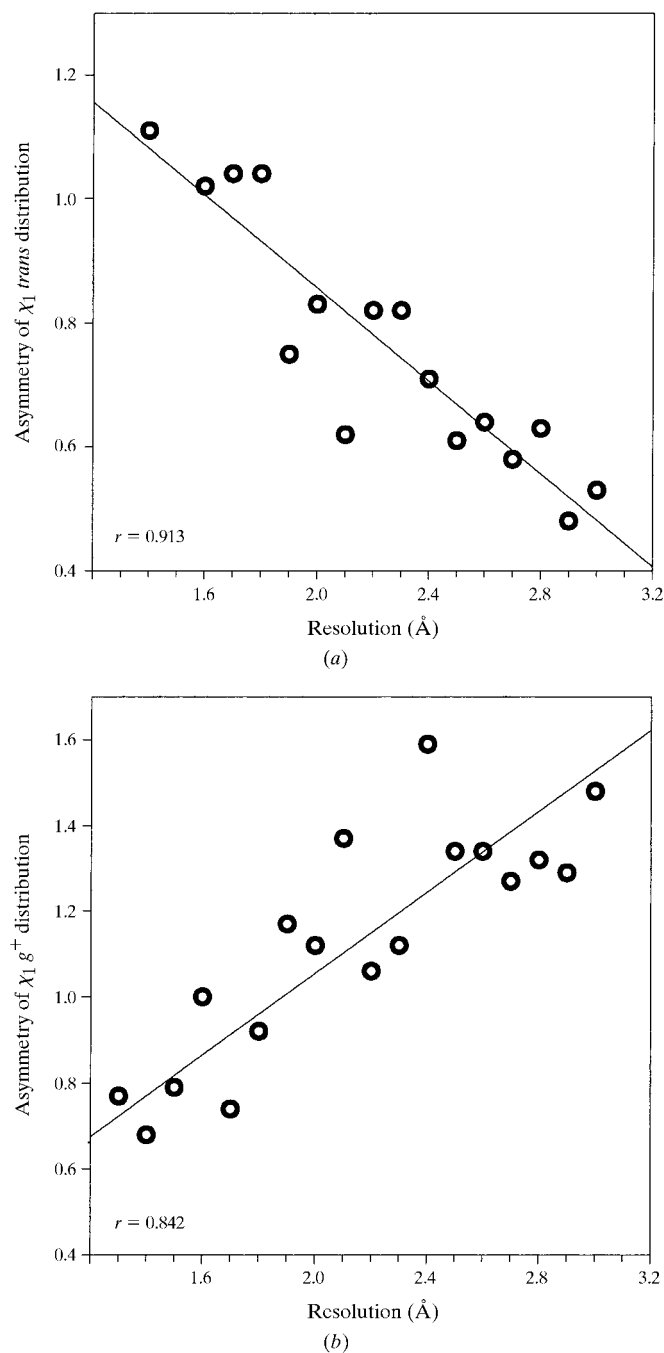 1.2
1.0
0.8
0.6
0.4
Asymmetry of χ1 trans distribution
r = 0.913
1.6 2.0 2.4 2.8 3.2
Resolution (Å)
(a)
1.6
1.4
1.2
1.0
0.8
0.6
0.4
Asymmetry of χ1 g+ distribution
r = 0.842
1.6 2.0 2.4 2.8 3.2
Resolution (Å)
(b)